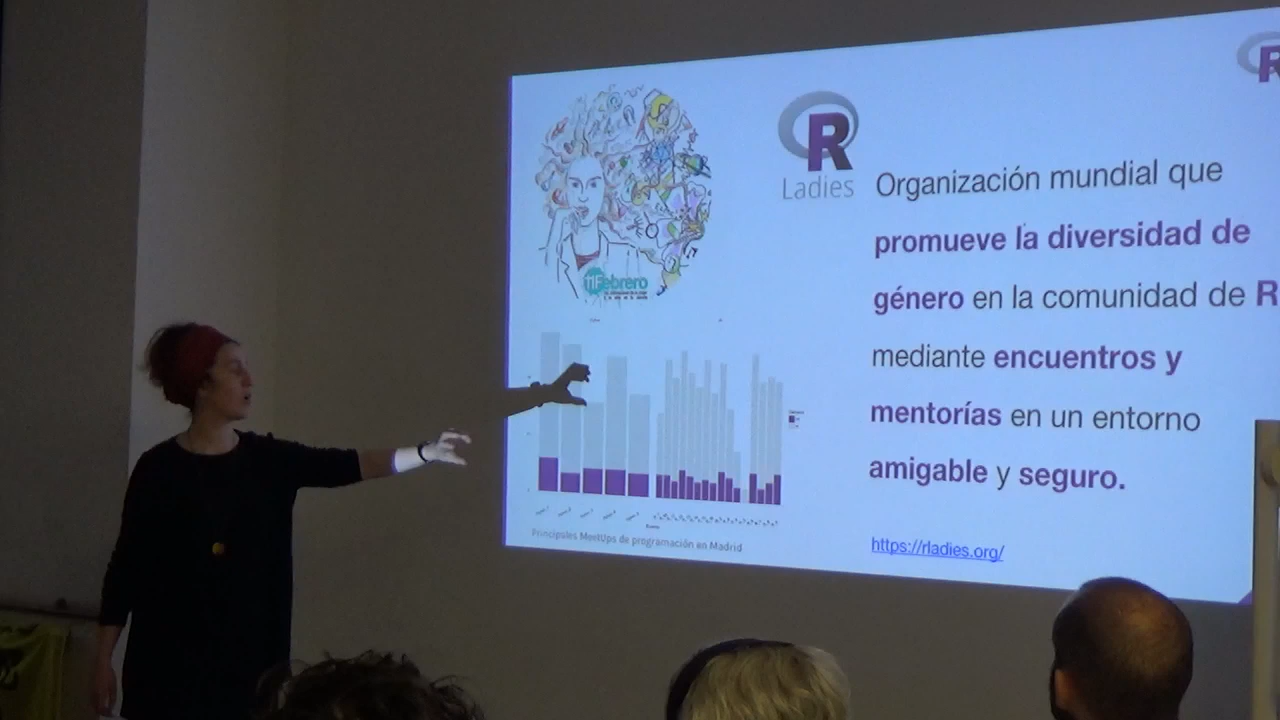 11Febrero
R
Ladies
R
Organización mundial que
promueve la diversidad de
género en la comunidad de R
mediante encuentros y
mentorías en un entorno
amigable y seguro.
https://rladies.org/
Principales MeetUps de programación en Madrid